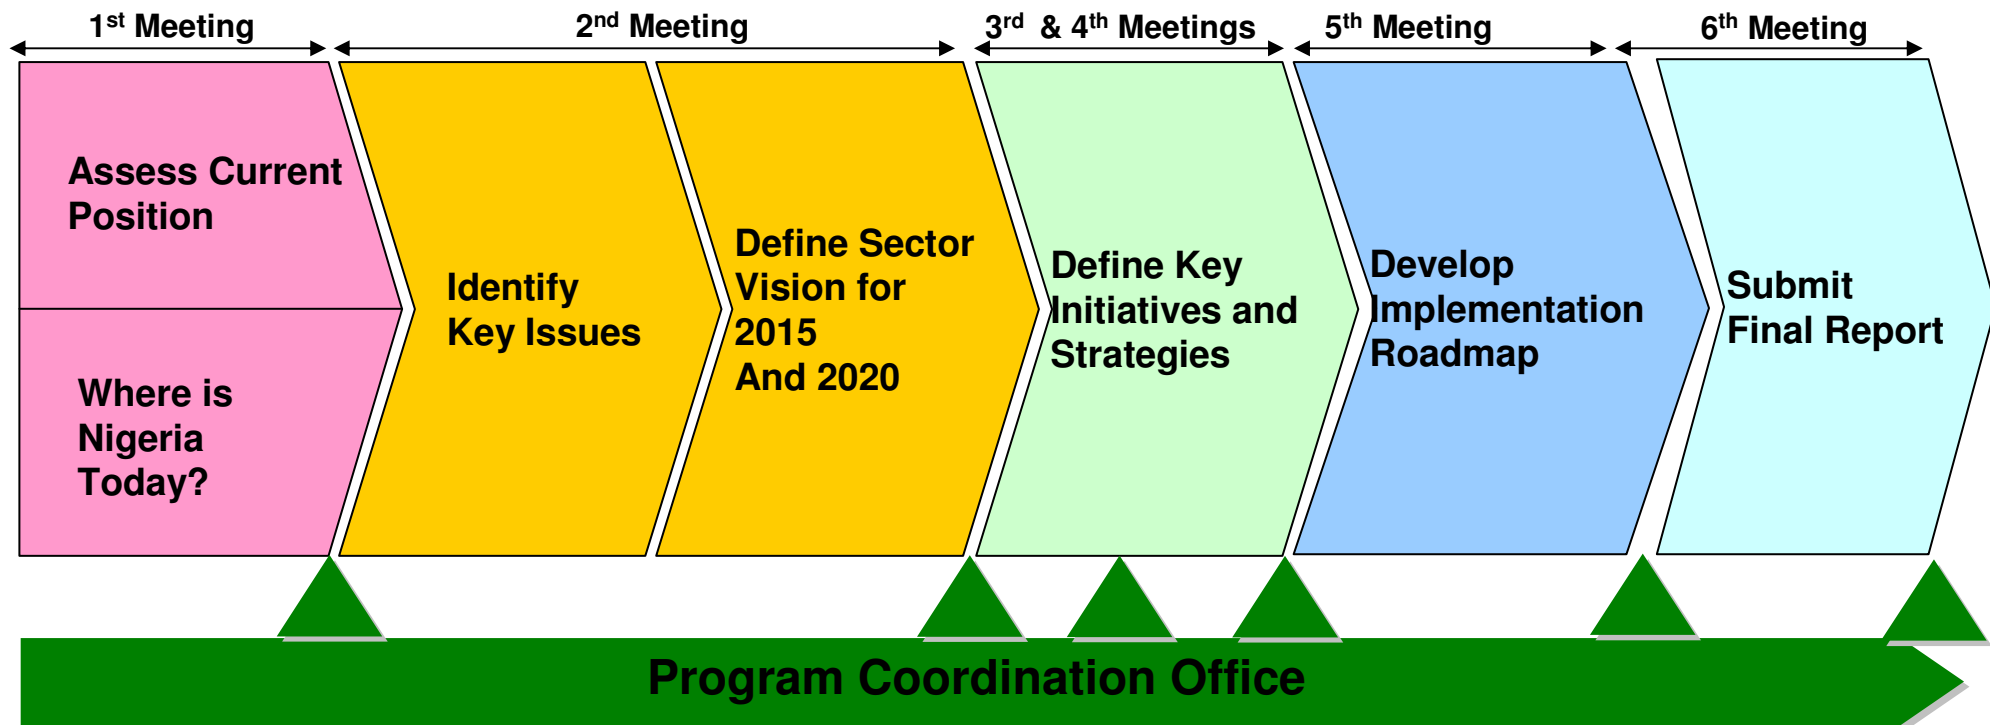 1st Meeting
2nd Meeting
3rd & 4th Meetings
5th Meeting
6th Meeting
Assess Current
Position
Where is
Nigeria
Today?
Identify
Key Issues
Define Sector
Vision for
2015
And 2020
Define Key
Initiatives and
Strategies
Develop
Implementation
Roadmap
Submit
Final Report
Program Coordination Office